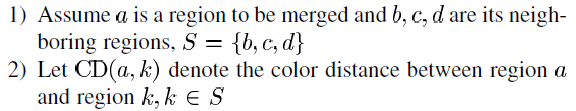 1) Assume a is a region to be merged and b, c, d are its neigh-
boring regions, S = {b, c, d}
2) Let CD(a, k) denote the color distance between region a
and region k, k ∈ S